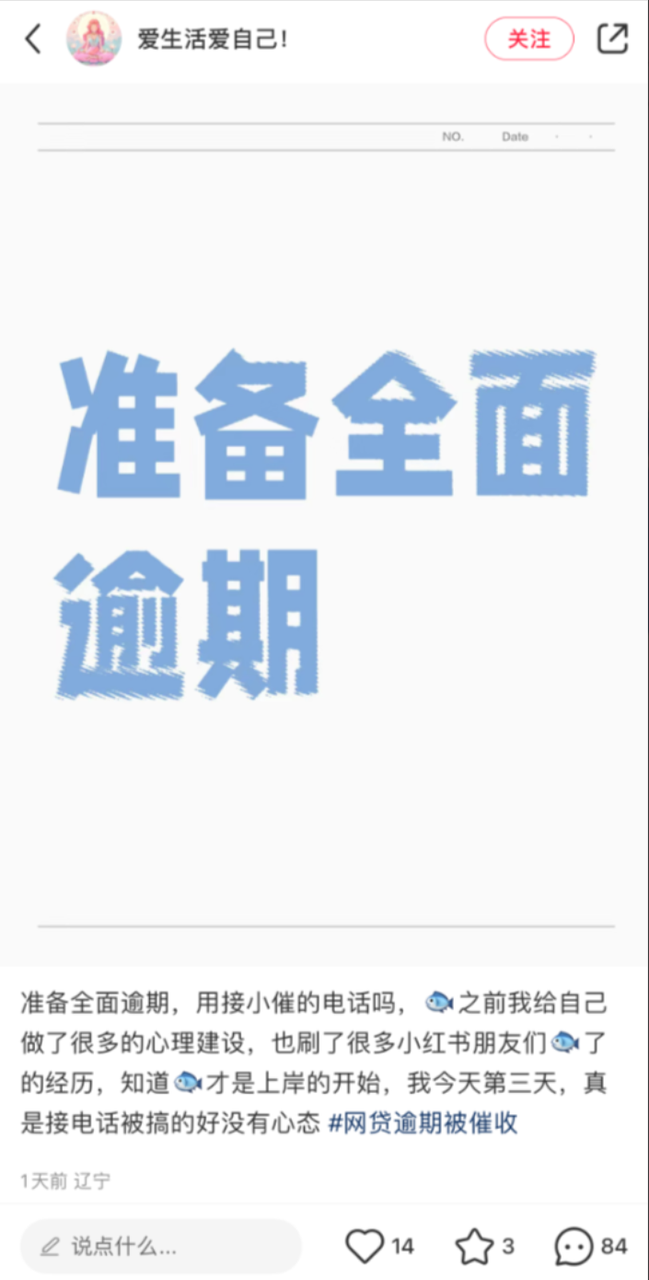 爱生活爱自己！
关注
NO. Date
准备全面
逾期
准备全面逾期，用接小催的电话吗，🐟之前我给自己
做了很多的心理建设，也刷了很多小红书朋友们🐟了
的经历，知道🐟才是上岸的开始，我今天第三天，真
是接电话被搞的好没有心态 #网贷逾期被催收
1天前 辽宁
说点什么... 14 3 84